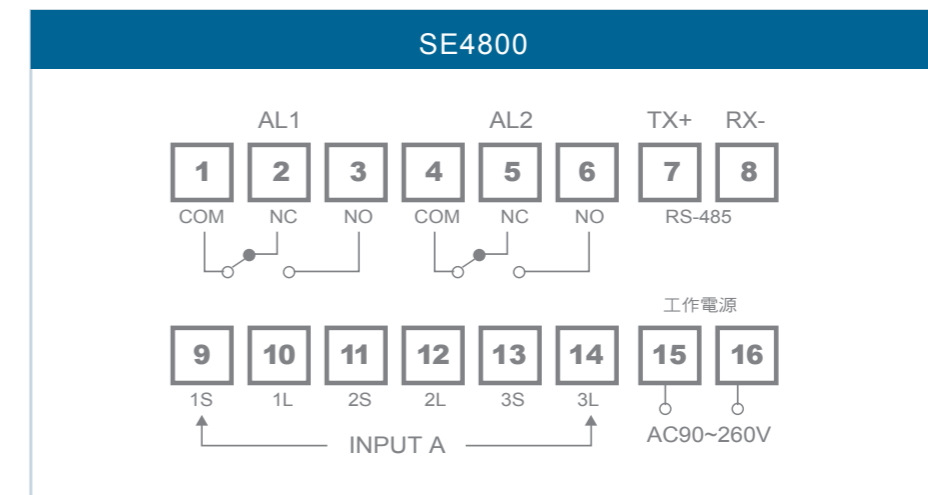 SE4800
AL1 AL2 TX+ RX-
1 2 3 4 5 6 7 8
COM NC NO COM NC NO RS-485
工作電源
9 10 11 12 13 14 15 16
1S 1L 2S 2L 3S 3L
INPUT A AC90~260V